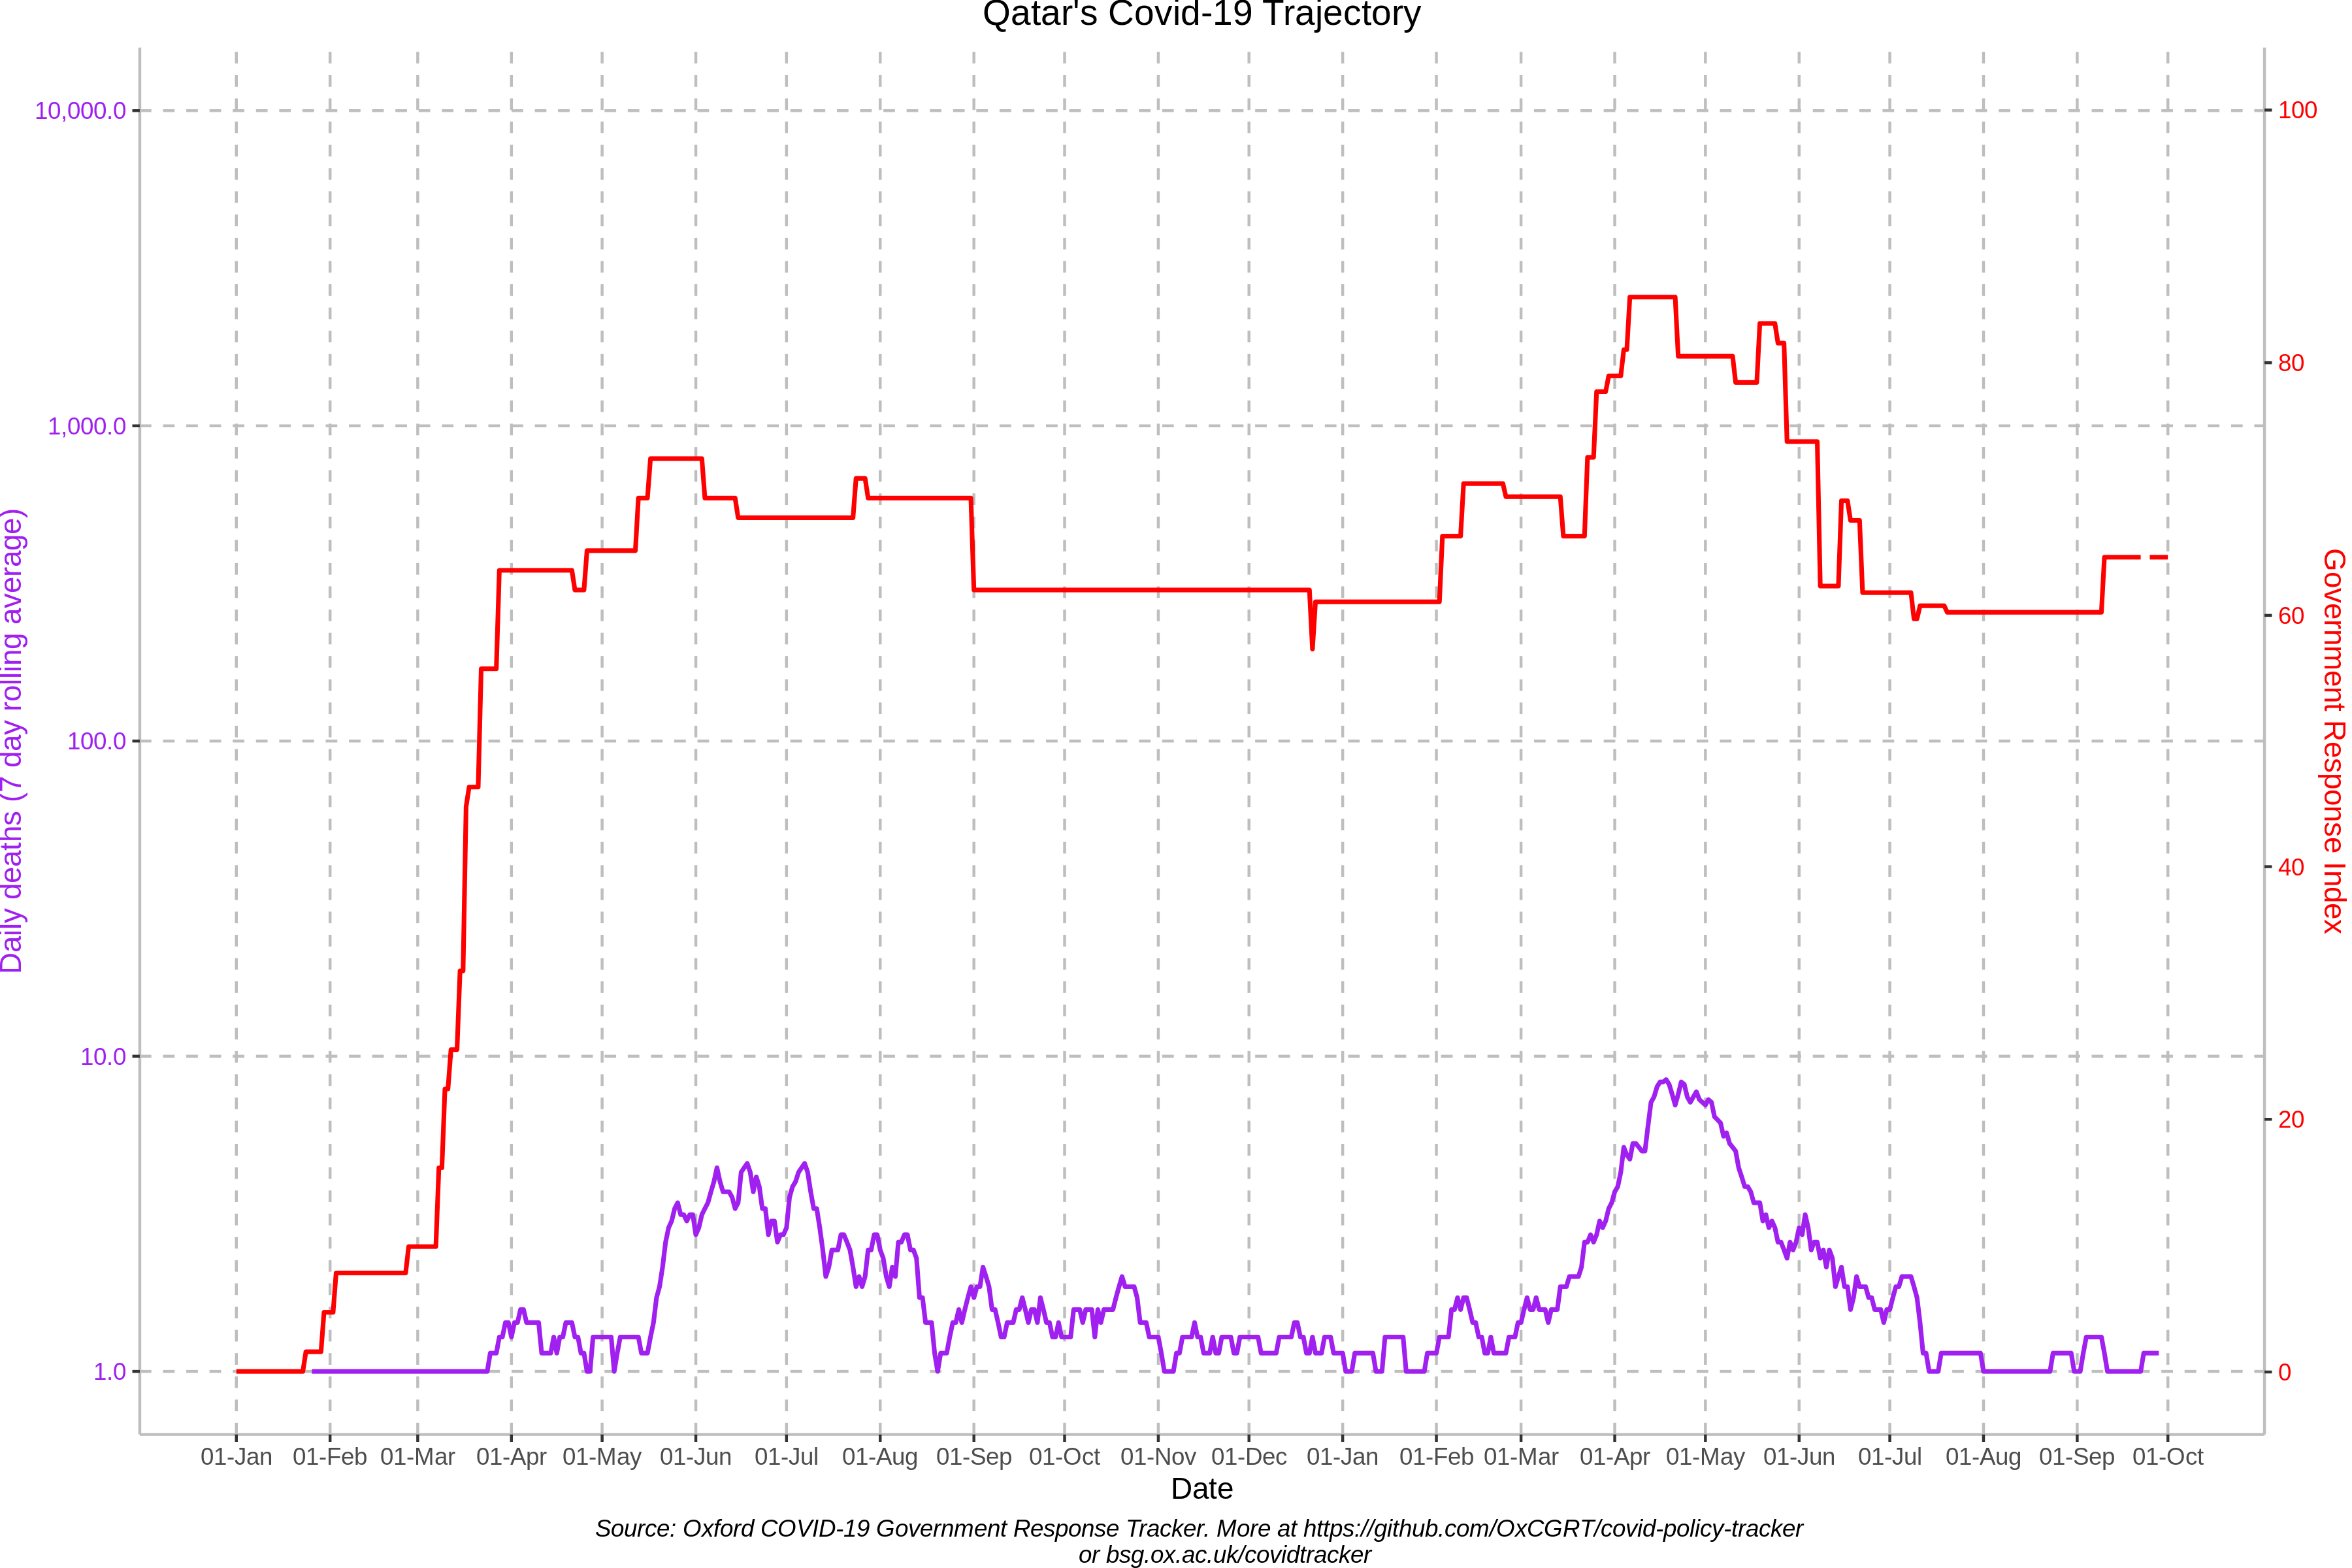 Qatar's Covid-19 Trajectory
10,000.0
1,000.0
100.0
10.0
1.0
Daily deaths (7 day rolling average)
100
80
60
40
20
0
Government Response Index
01-Jan 01-Feb 01-Mar 01-Apr 01-May 01-Jun 01-Jul 01-Aug 01-Sep 01-Oct 01-Nov 01-Dec 01-Jan 01-Feb 01-Mar 01-Apr 01-May 01-Jun 01-Jul 01-Aug 01-Sep 01-Oct
Date
Source: Oxford COVID-19 Government Response Tracker. More at https://github.com/OxCGRT/covid-policy-tracker
or bsg.ox.ac.uk/covidtracker